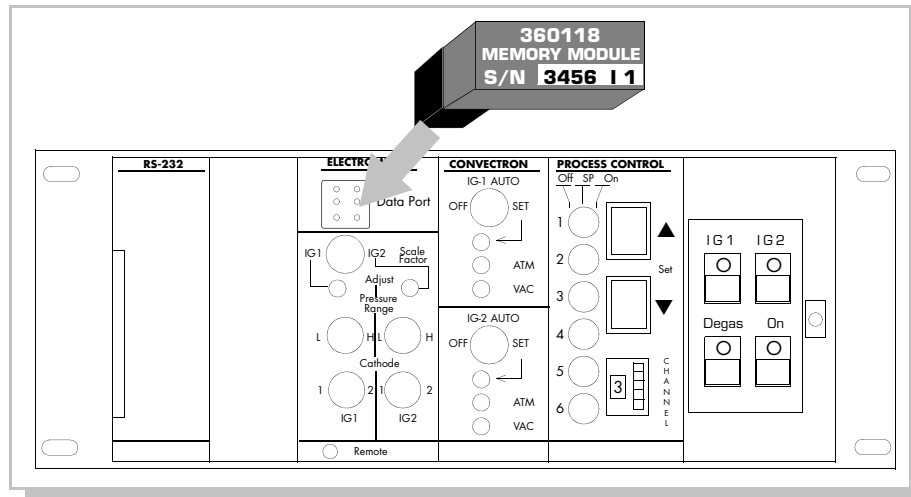 360118
MEMORY MODULE
S/N 3456 I 1
RS-232
CONVECTRON
PROCESS CONTROL
Data Port
IG1 IG2 Scale
Factor
Adjust
Pressure
Range
L H L H
Cathode
1 2 1 2
IG1 IG2
Remote
IG-1 AUTO
OFF SET
ATM
VAC
IG-2 AUTO
OFF SET
ATM
VAC
Off SP On
1
2
3
4
5
6
Set
3
CHANNEL
IG1 IG2
Degas On